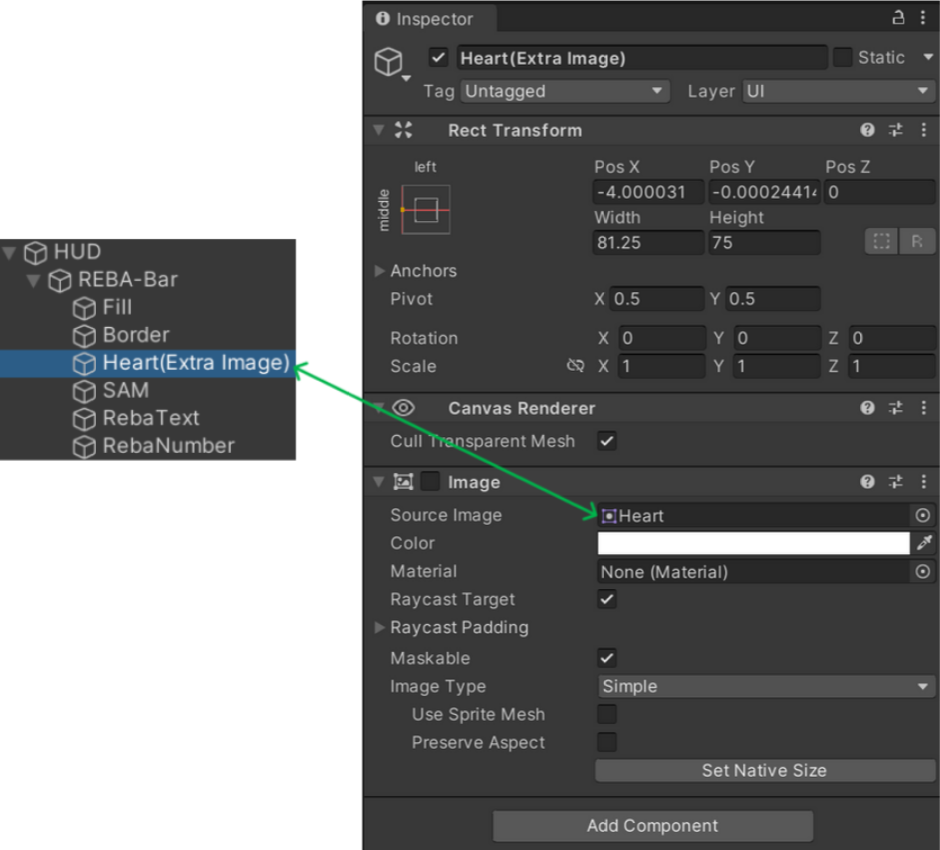 HUD
REBA-Bar
Fill
Border
Heart(Extra Image)
SAM
RebaText
RebaNumber
Inspector
Heart(Extra Image) Static
Tag Untagged Layer UI
Rect Transform
left
middle
Pos X Pos Y Pos Z
-4.000031 -0.00024414 0
Width Height
81.25 75 R
Anchors
Pivot X 0.5 Y 0.5
Rotation X 0 Y 0 Z 0
Scale X 1 Y 1 Z 1
Canvas Renderer
Cull Transparent Mesh
Image
Source Image Heart
Color
Material None (Material)
Raycast Target
Raycast Padding
Maskable
Image Type Simple
Use Sprite Mesh
Preserve Aspect
Set Native Size
Add Component